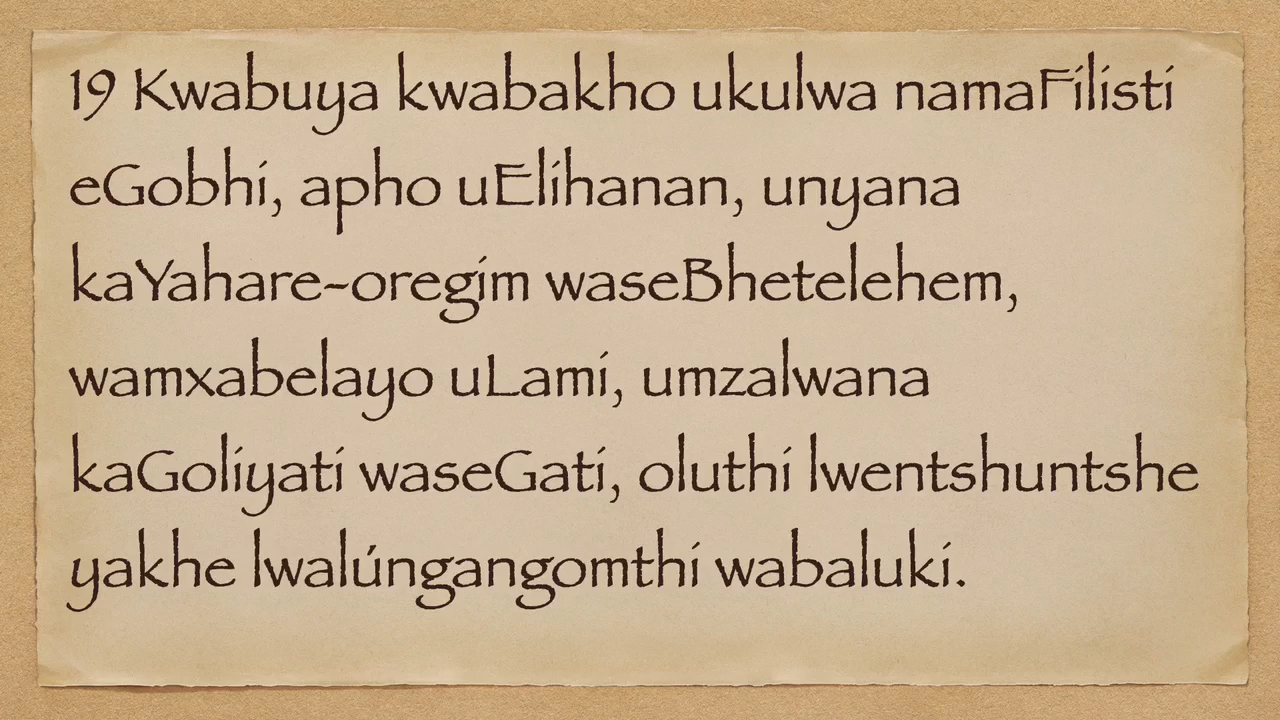 19 Kwabuya kwabakho ukulwa namaFilisti
eGobhi, apho uElihanan, unyana
kaYahare-oregim waseBhetelehem,
wamxabelayo uLami, umzalwana
kaGoliyati waseGati, oluthi lwentshuntshe
yakhe lwalúngangomthi wabaluki.